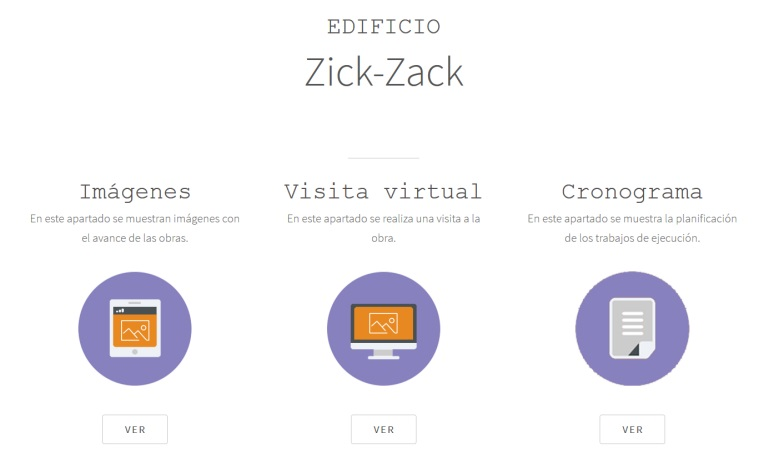 EDIFICIO
Zick-Zack
Imágenes
En este apartado se muestran imágenes con
el avance de las obras.
VER
Visita virtual
En este apartado se realiza una visita a la
obra.
VER
Cronograma
En este apartado se muestra la planificación
de los trabajos de ejecución.
VER